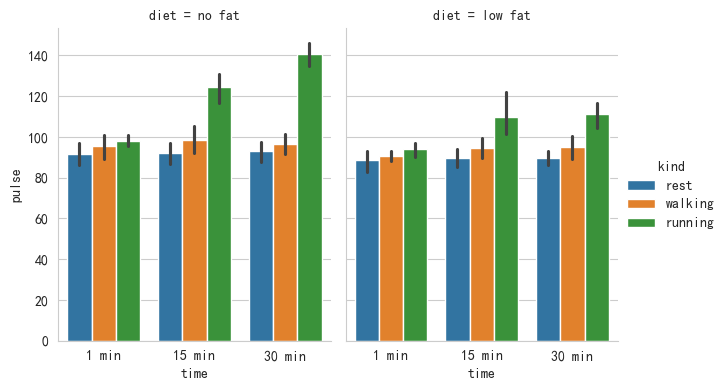 diet = no fat
diet = low fat
140
120
100
80
60
40
20
0
pulse
1 min
15 min
30 min
time
1 min
15 min
30 min
time
kind
rest
walking
running